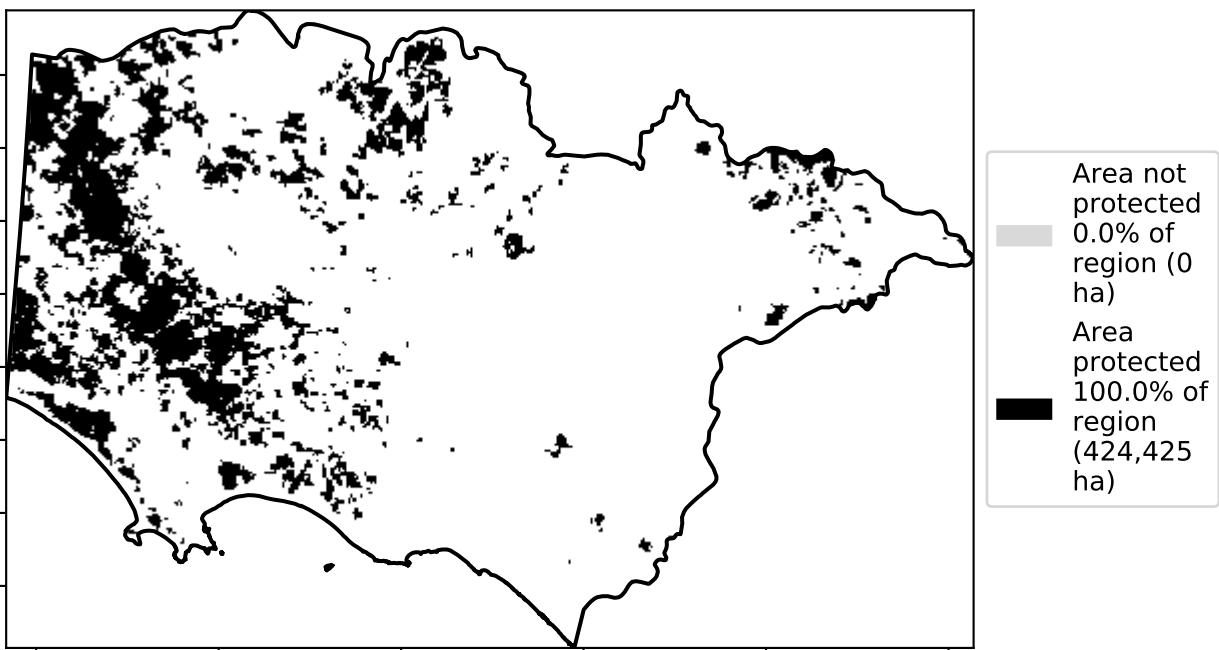 Area not
protected
0.0% of
region (0
ha)
Area
protected
100.0% of
region
(424,425
ha)